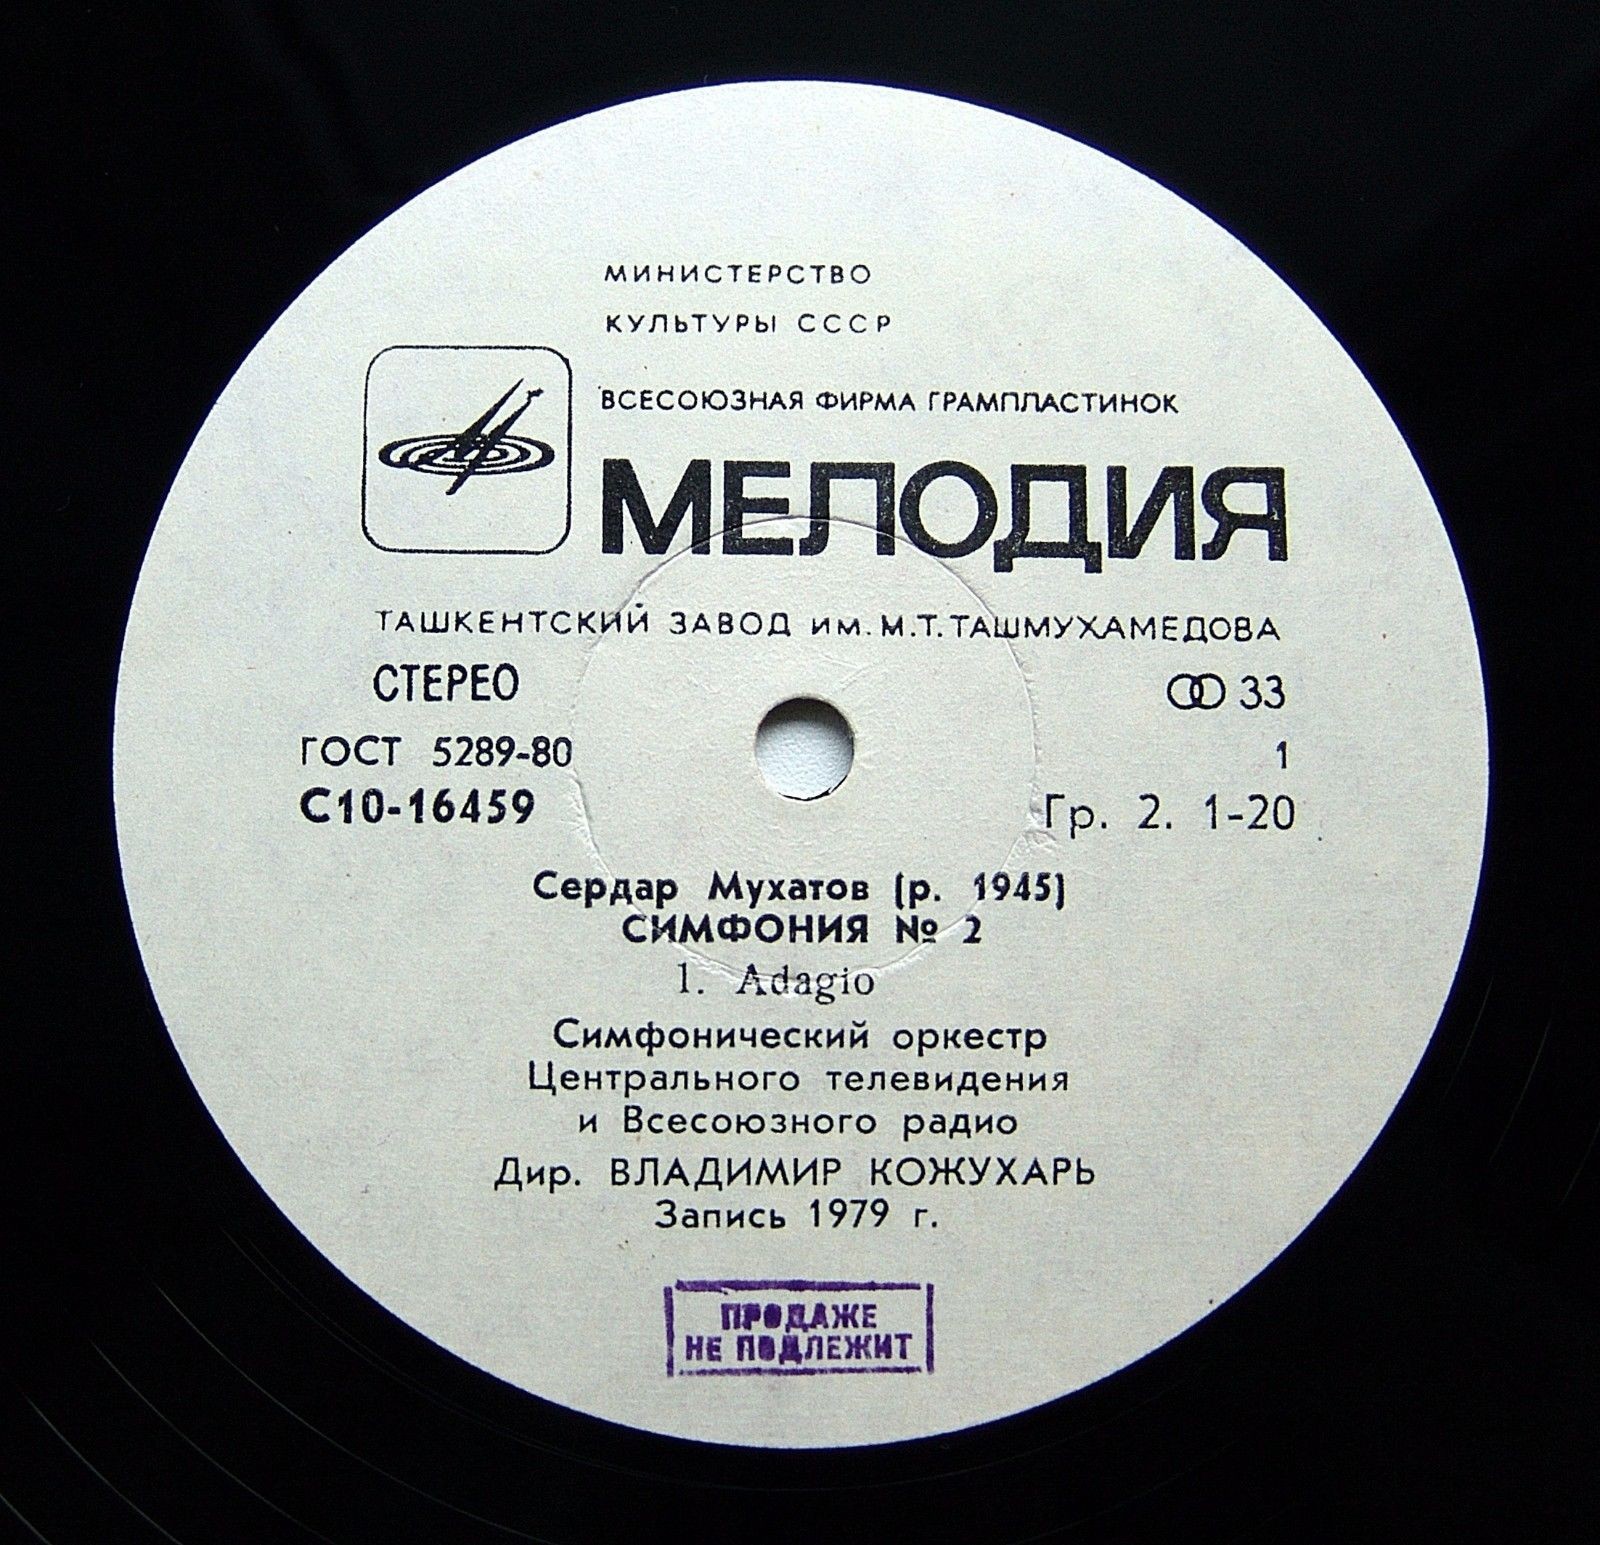 МИНИСТЕРСТВО
КУЛЬТУРЫ СССР
ВСЕСОЮЗНАЯ ФИРМА ГРАМПЛАСТИНОК
МЕЛОДИЯ
ТАШКЕНТСКИЙ ЗАВОД ИМ. М.Т. ТАШМУХАМЕДОВА
СТЕРЕО 33
ГОСТ 5289-80 1
С10-16459 Гр. 2. 1-20
Сердар Мухатов (р. 1945)
СИМФОНИЯ № 2
1. Adagio
Симфонический оркестр
Центрального телевидения
и Всесоюзного радио
Дир. ВЛАДИМИР КОЖУХАРЬ
Запись 1979 г.
ПРОДАЖЕ
НЕ ПОДЛЕЖИТ